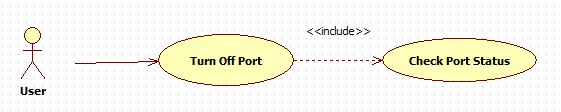 <<include>>
Turn Off Port
Check Port Status
User